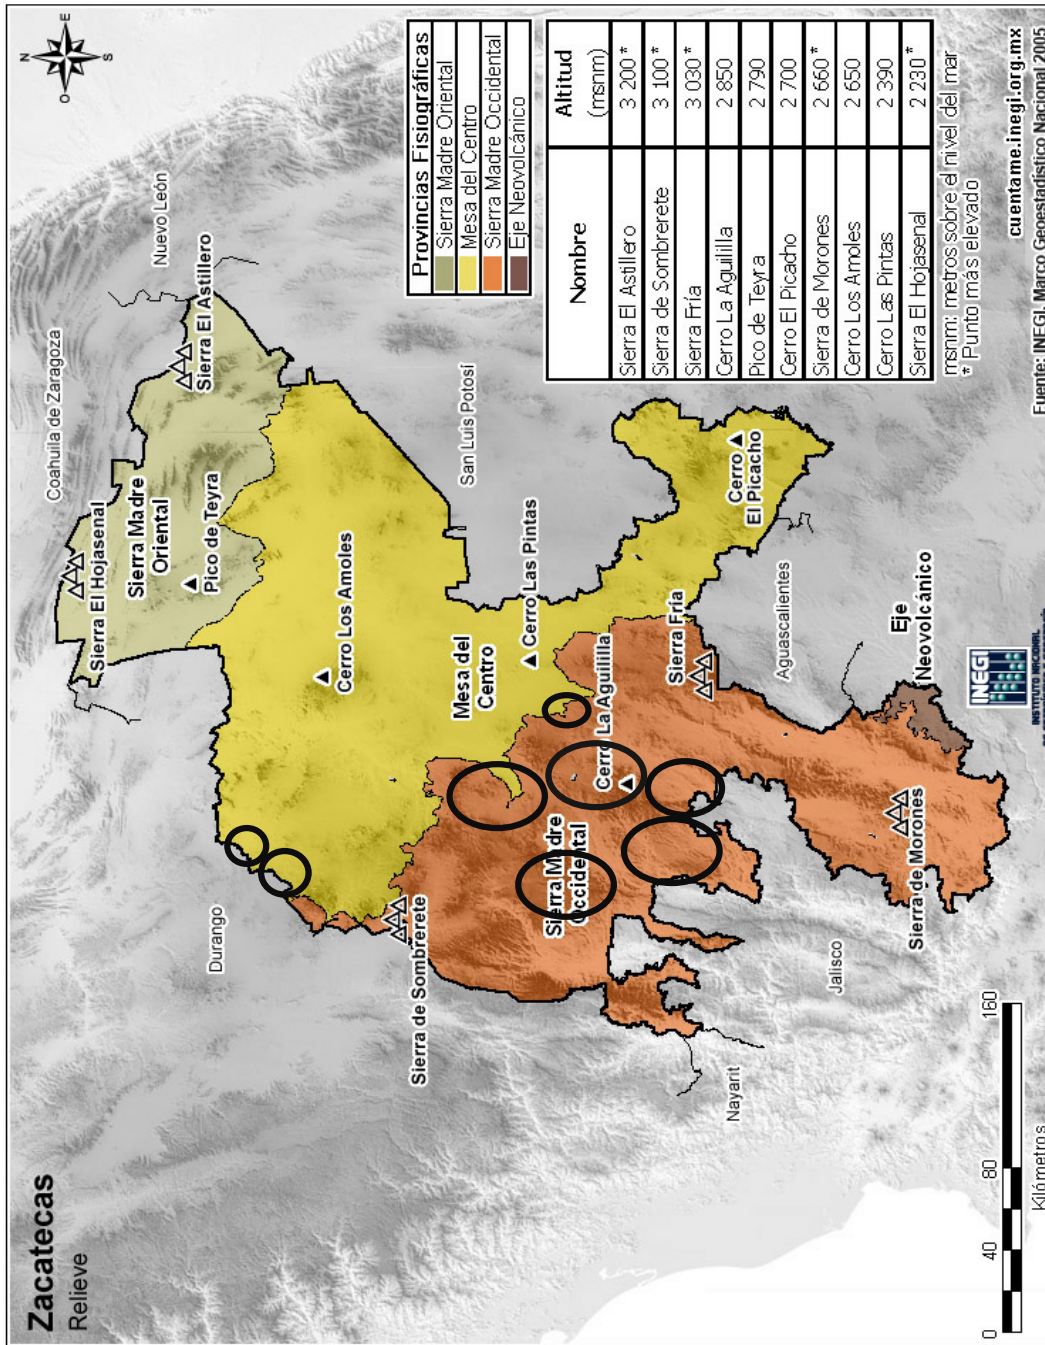 Zacatecas
Relieve
N
E
S
O
Coahuila de Zaragoza
Nuevo León
Durango
San Luis Potosí
Aguascalientes
Jalisco
Nayarit
Sierra El Hojasenal
Sierra Madre
Oriental
Pico de Teyra
Sierra El Astillero
Cerro Los Amoles
Mesa del
Centro
Cerro Las Pintas
Cerro
El Picacho
Sierra de Sombrerete
Sierra Madre
Occidental
Cerro La Aguililla
Sierra Fría
Sierra de Morones
Eje
Neovolcánico
Provincias Fisiográficas
Sierra Madre Oriental
Mesa del Centro
Sierra Madre Occidental
Eje Neovolcánico
Nombre Altitud
(msnm)
Sierra El Astillero 3 200 *
Sierra de Sombrete 3 100 *
Sierra Fría 3 030 *
Cerro La Aguililla 2 850
Pico de Teyra 2 790
Cerro El Picacho 2 700
Sierra de Morones 2 660 *
Cerro Los Amoles 2 650
Cerro Las Pintas 2 390
Sierra El Hojasenal 2 230 *
msnm: metros sobre el nivel del mar
* Punto más elevado
0 40 80 160
Kilómetros
INEGI
INSTITUTO NACIONAL
cuentame.inegi.org.mx
Fuente: INEGI. Marco Geoestadístico Nacional 2005